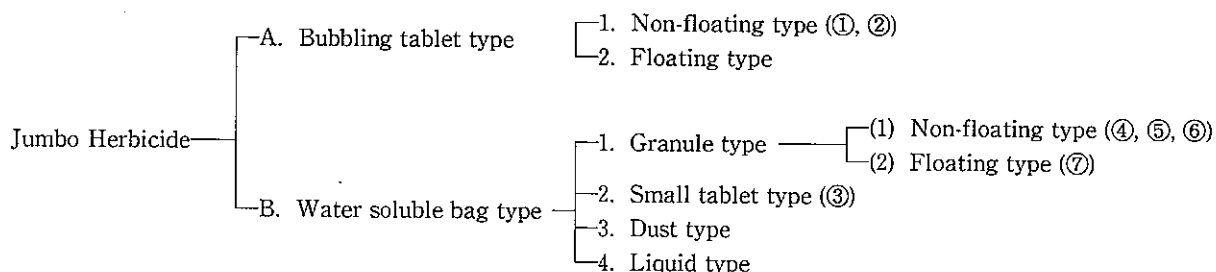 A. Bubbling tablet type
1. Non-floating type (①, ②)
2. Floating type
Jumbo Herbicide
B. Water soluble bag type
1. Granule type
(1) Non-floating type (④, ⑤, ⑥)
(2) Floating type (⑦)
2. Small tablet type (③)
3. Dust type
4. Liquid type